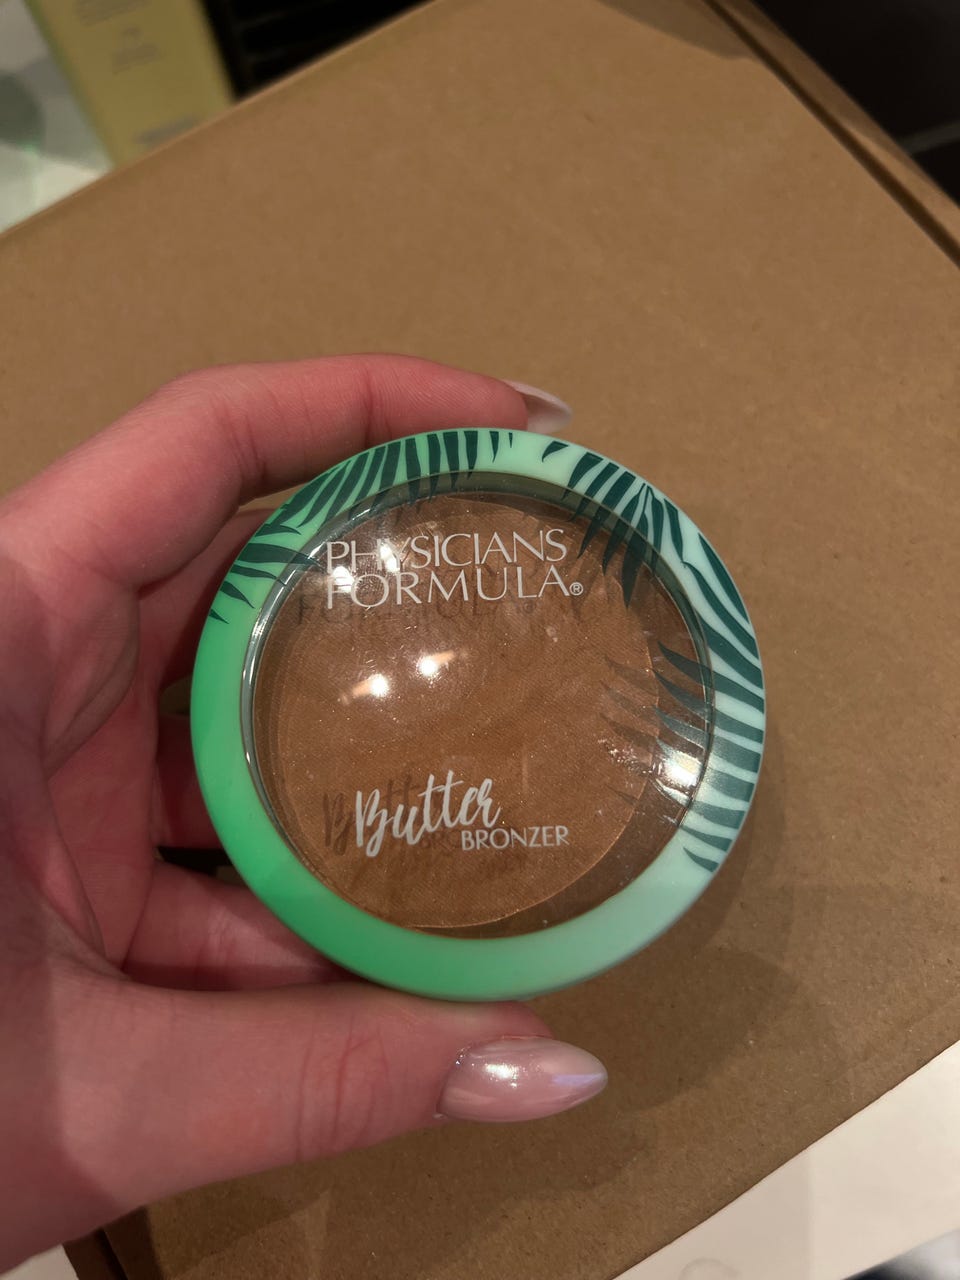 PHYSICIANS
FORMULA®
Butter
BRONZER